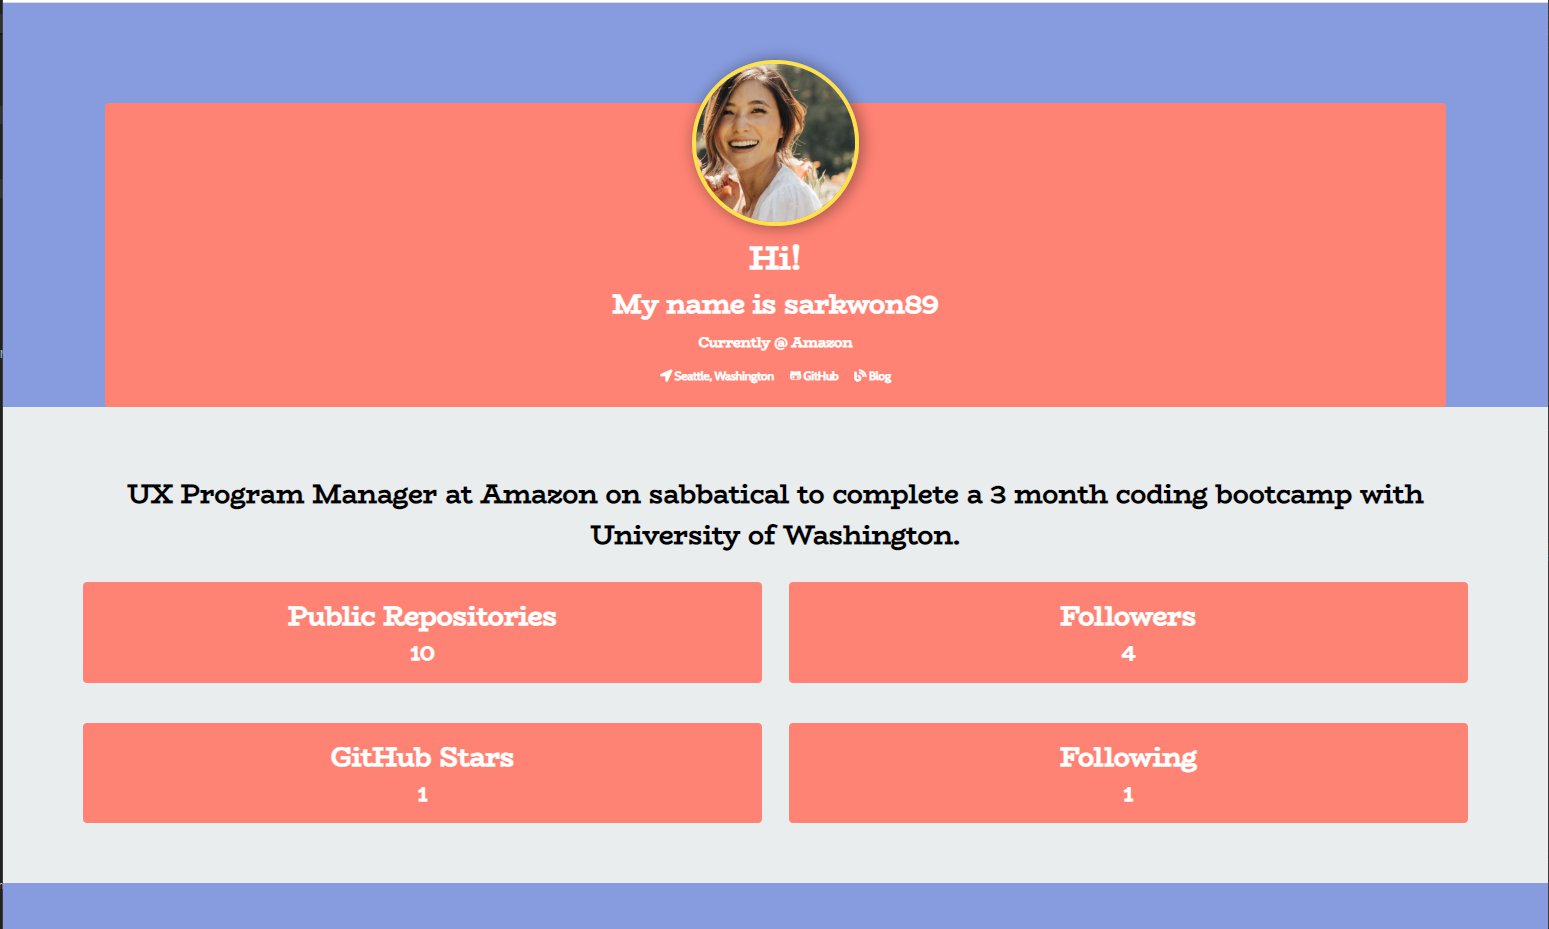 Hi!
My name is sarkwon89
Currently @ Amazon
Seattle, Washington GitHub Blog
UX Program Manager at Amazon on sabbatical to complete a 3 month coding bootcamp with
University of Washington.
Public Repositories
10
Followers
4
GitHub Stars
1
Following
1